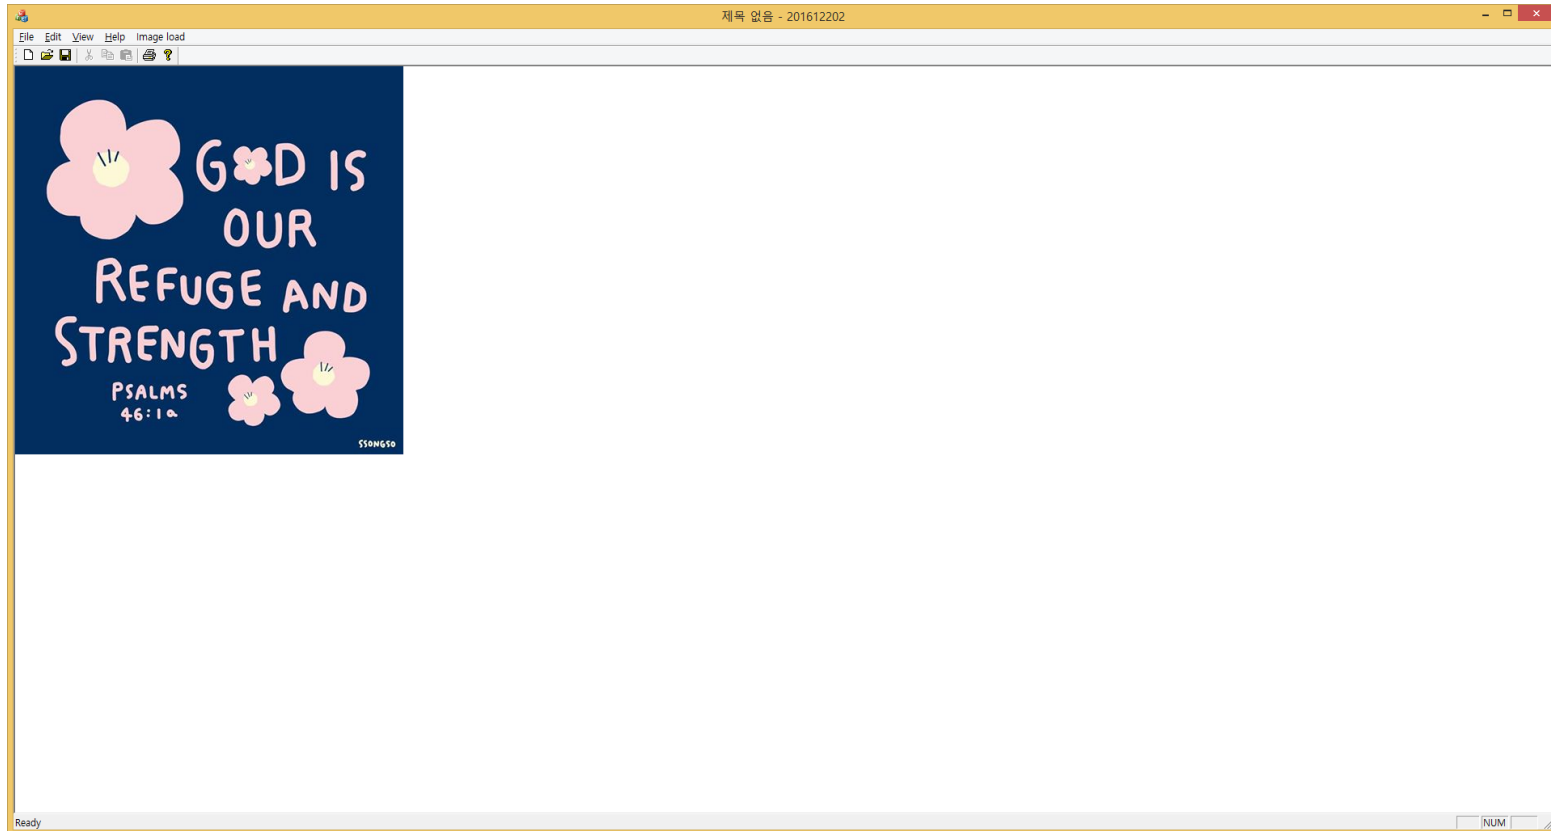 제목 없음 - 201612202
File Edit View Help Image load
GOD IS
OUR
REFUGE AND
STRENGTH
PSALMS
46:1a
SSONGSO
Ready
NUM